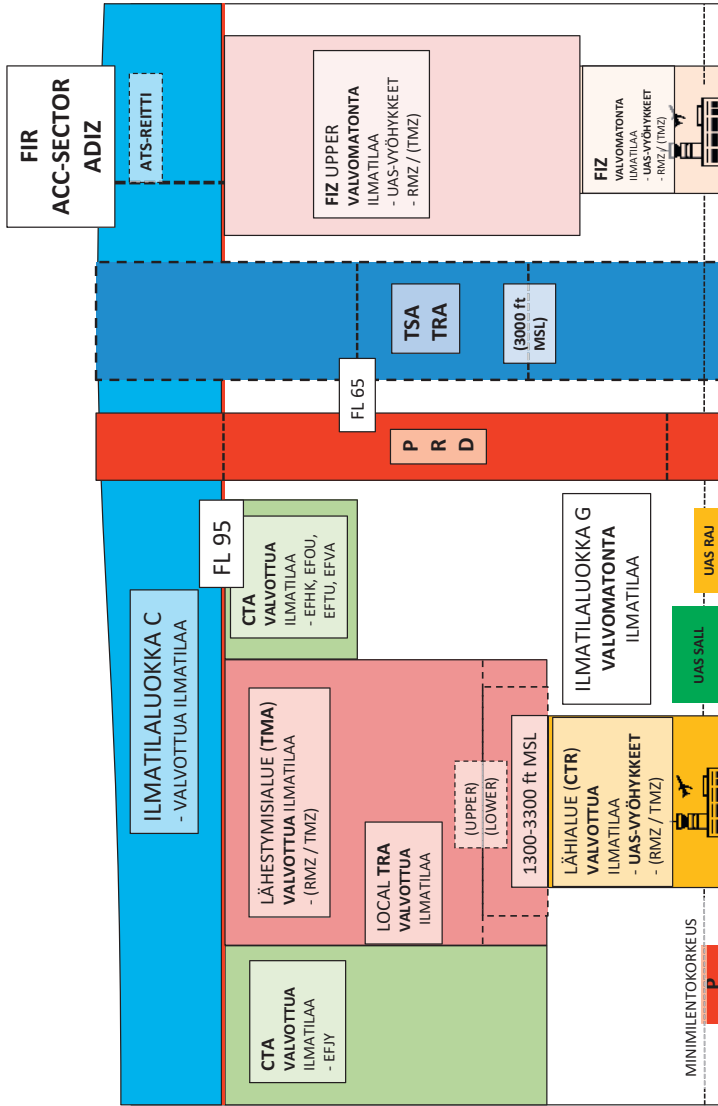 FIR
ACC-SECTOR
ADIZ
ATS-REITTI
ILMATILALUOKKA C
- VALVOTTUA ILMATILAA
FL 95
CTA
VALVOTTUA
ILMATILAA
- EFJY
LÄHESTYMISIALUE (TMA)
VALVOTTUA ILMATILAA
- (RMZ / TMZ)
LOCAL TRA
VALVOTTUA
ILMATILAA
(UPPER)
(LOWER)
1300-3300 ft MSL
LÄHIALUE (CTR)
VALVOTTUA
ILMATILAA
- UAS-VYÖHYKKEET
- (RMZ / TMZ)
CTA
VALVOTTUA
ILMATILAA
- EFHK, EFOU,
EFTU, EFVA
ILMATILALUOKKA G
VALVOMATONTA
ILMATILAA
P
R
D
FL 65
TSA
TRA
(3000 ft
MSL)
FIZ UPPER
VALVOMATONTA
ILMATILAA
- UAS-VYÖHYKKEET
- RMZ / (TMZ)
FIZ
VALVOMATONTA
ILMATILAA
- UAS-VYÖHYKKEET
- RMZ / (TMZ)
MINIMILENTOKORKEUS
P
UAS SALL
UAS RAJ